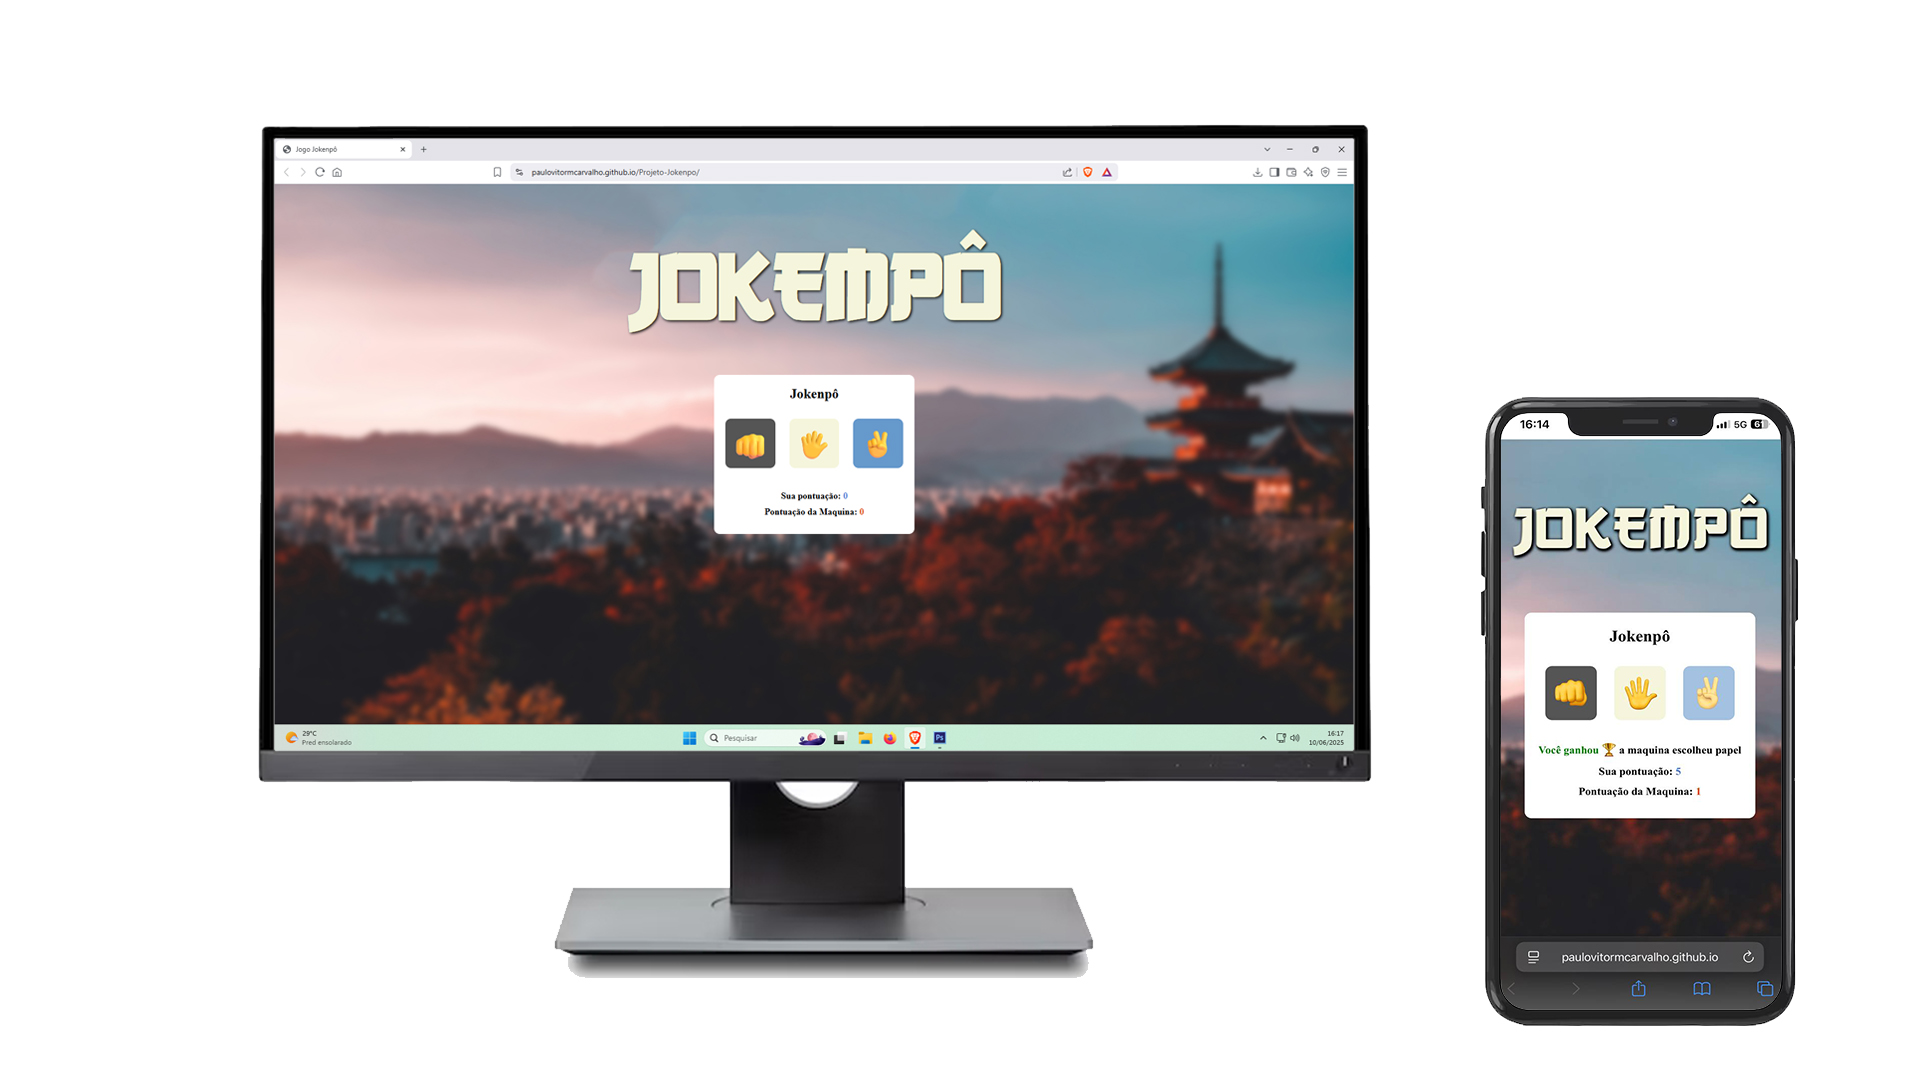 Jogo Jokenpô
paulovitormcarvalho.github.io/Projeto-Jokenpo/
JOKEMPÔ
Jokenpô
Sua pontuação: 0
Pontuação da Maquina: 0
29°C
Pred ensolarado
Pesquisar
Ps
16:17
10/06/2025
16:14
5G 61
JOKEMPÔ
Jokenpô
Você ganhou 🏆 a maquina escolheu papel
Sua pontuação: 5
Pontuação da Maquina: 1
paulovitormcarvalho.github.io